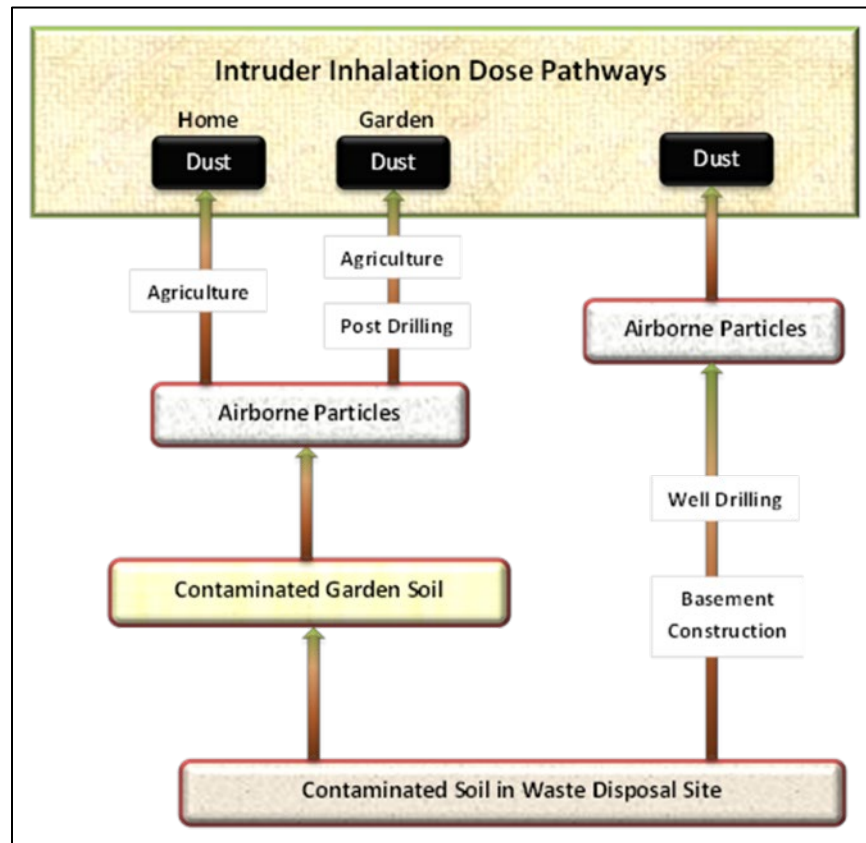 Intruder Inhalation Dose Pathways
Home
Garden
Dust
Dust
Dust
Agriculture
Agriculture
Post Drilling
Airborne Particles
Airborne Particles
Well Drilling
Contaminated Garden Soil
Basement
Construction
Contaminated Soil in Waste Disposal Site